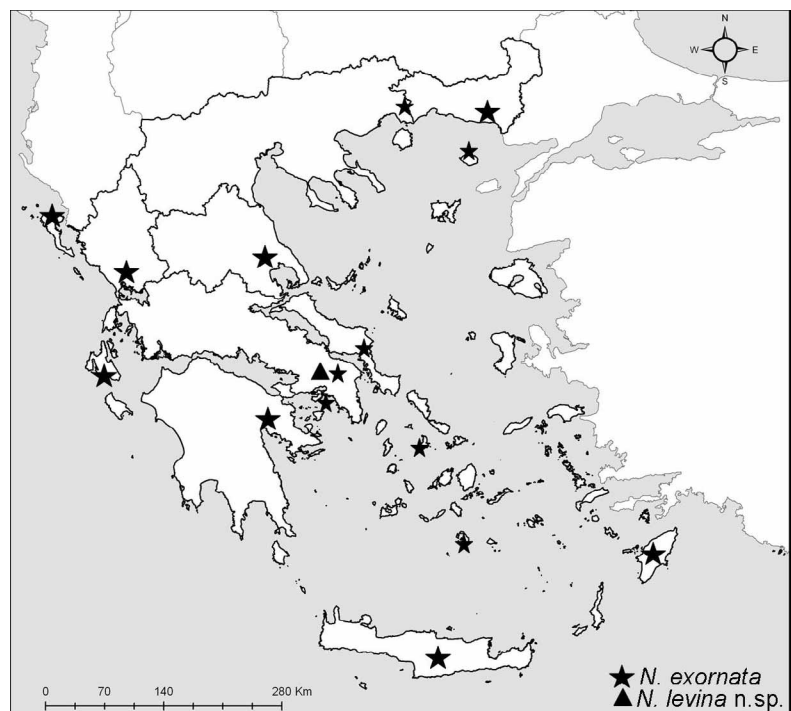 N
W E
S
★ N. exornata
▲ N. levina n.sp.
0 70 140 280 Km